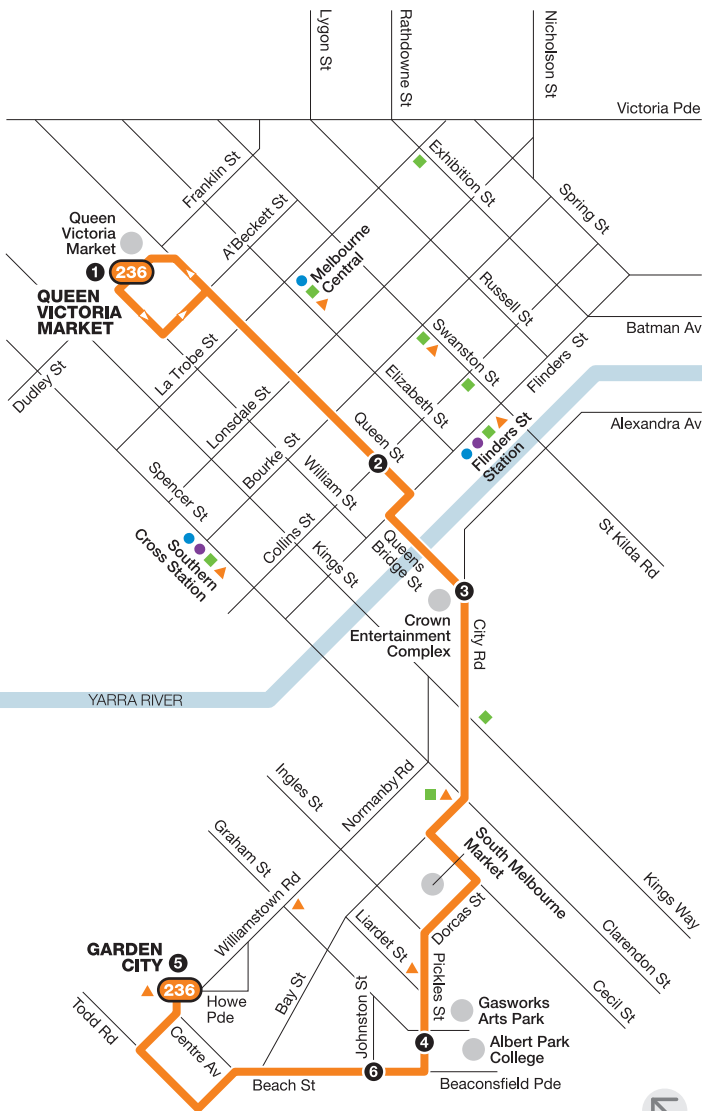 Lygon St
Rathdowne St
Nicholson St
Victoria Pde
Franklin St
Exhibition St
A'Beckett St
Spring St
Queen
Victoria
Market
1
236
QUEEN
VICTORIA
MARKET
Melbourne
Central
Russell St
Swanston St
Flinders St
Batman Av
Dudley St
La Trobe St
Elizabeth St
Alexandra Av
Lonsdale St
Queen St
2
Flinders St
Station
Bourke St
William St
Spencer St
Collins St
Kings St
Queens
Bridge St
St Kilda Rd
Southern
Cross Station
3
Crown
Entertainment
Complex
City Rd
YARRA RIVER
Normanby Rd
Ingles St
Graham St
South Melbourne
Market
Kings Way
Clarendon St
Cecil St
Williamstown Rd
Dorcas St
Liardet St
GARDEN
CITY
5
236
Howe
Pde
Bay St
Pickles St
Johnston St
Todd Rd
Centre Av
Gasworks
Arts Park
4
Albert Park
College
6
Beach St
Beaconsfield Pde